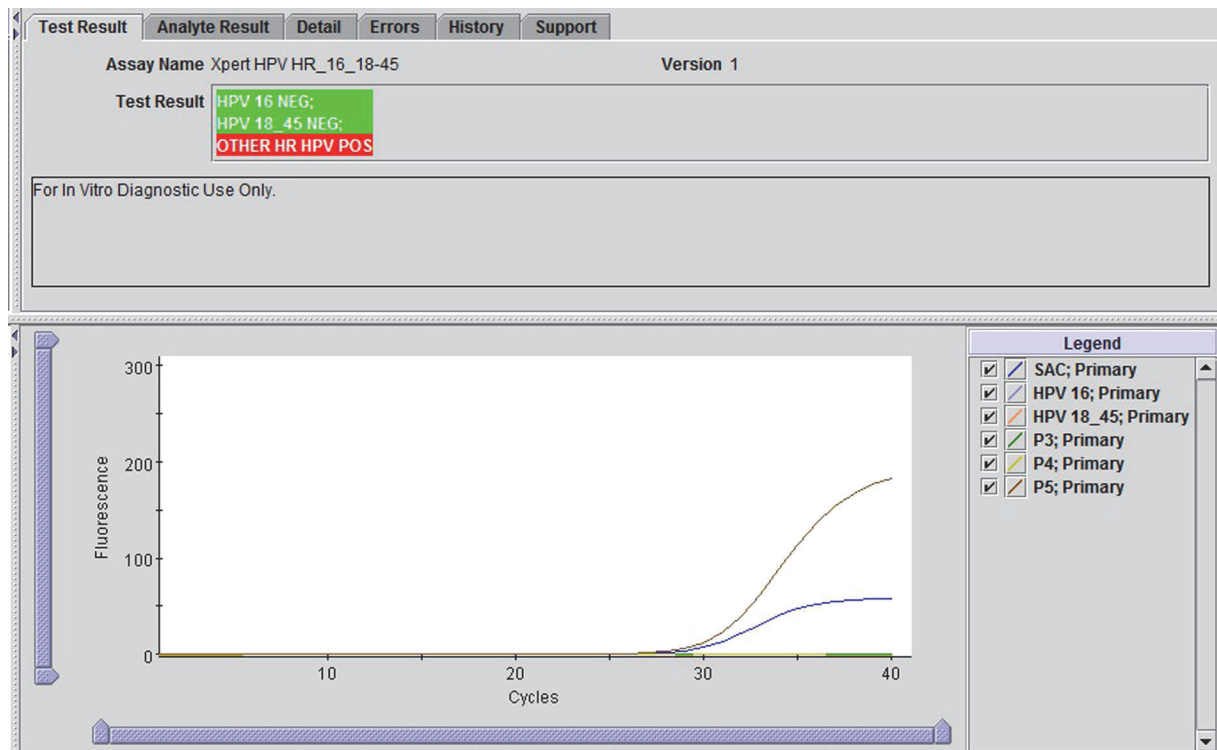 Test Result Analyte Result Detail Errors History Support
Assay Name Xpert HPV HR_16_18-45 Version 1
Test Result HPV 16 NEG;
HPV 18_45 NEG;
OTHER HR HPV POS
For In Vitro Diagnostic Use Only.
300
200
100
0
Fluorescence
10 20 30 40
Cycles
Legend
SAC; Primary
HPV 16; Primary
HPV 18_45; Primary
P3; Primary
P4; Primary
P5; Primary